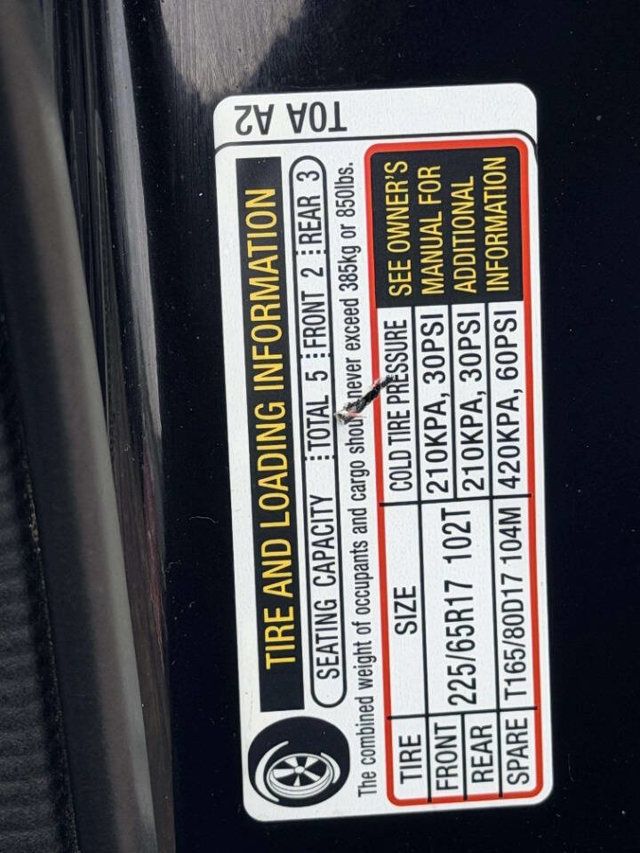 TIRE AND LOADING INFORMATION
SEATING CAPACITY TOTAL 5 FRONT 2 REAR 3
The combined weight of occupants and cargo shou never exceed 385kg or 850lbs.
TIRE SIZE COLD TIRE PRESSURE
FRONT 225/65R17 102T 210KPA, 30PSI
REAR 210KPA, 30PSI
SPARE T165/80D17 104M 420KPA, 60PSI
SEE OWNER'S
MANUAL FOR
ADDITIONAL
INFORMATION
T0A A2